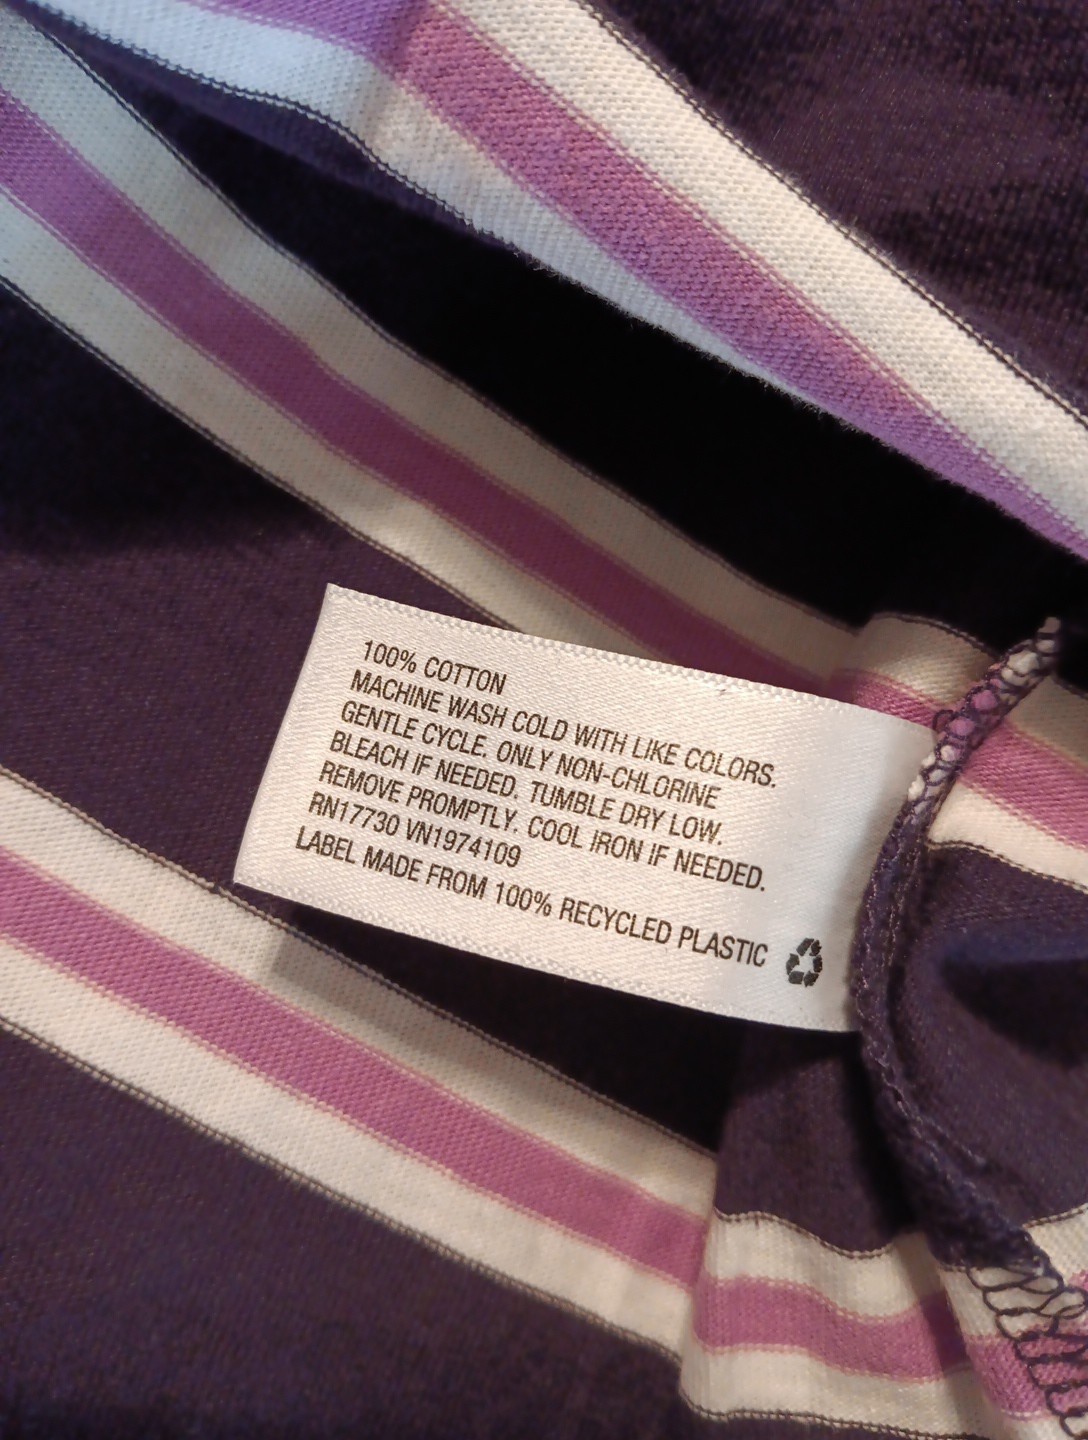 100% COTTON
MACHINE WASH COLD WITH LIKE COLORS.
GENTLE CYCLE. ONLY NON-CHLORINE
BLEACH IF NEEDED. TUMBLE DRY LOW.
REMOVE PROMPTLY. COOL IRON IF NEEDED.
RN17730 VN1974109
LABEL MADE FROM 100% RECYCLED PLASTIC